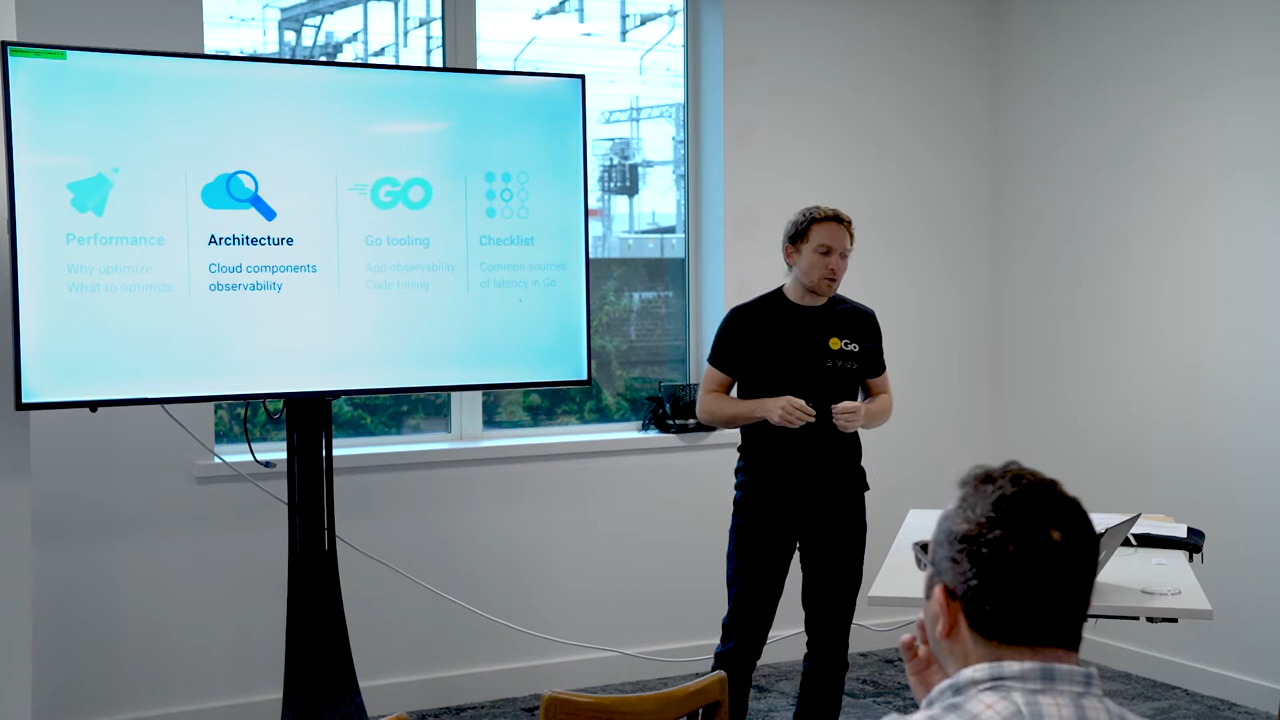 Performance
Why optimize
What to optimize
Architecture
Cloud components
observability
GO
Go tooling
App observability
Code tuning
Checklist
Common sources
of latency in Go
Go